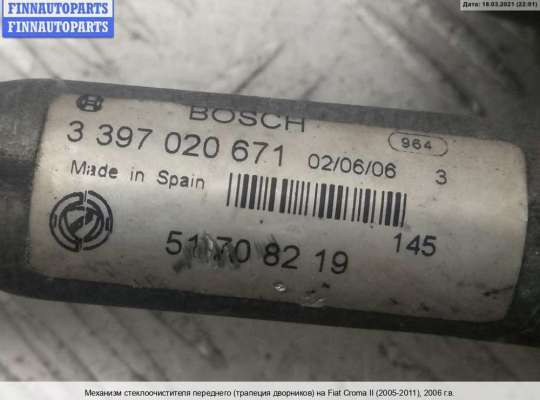 FINNAUTOPARTS
FINNAUTOPARTS
Дата: 18.03.2021 (22:01)
BOSCH
3 397 020 671 02/06/06 964 3
Made in Spain
145
51708219
Механизм стеклоочистителя переднего (трапеция дворников) на Fiat Croma II (2005-2011), 2006 г.в.